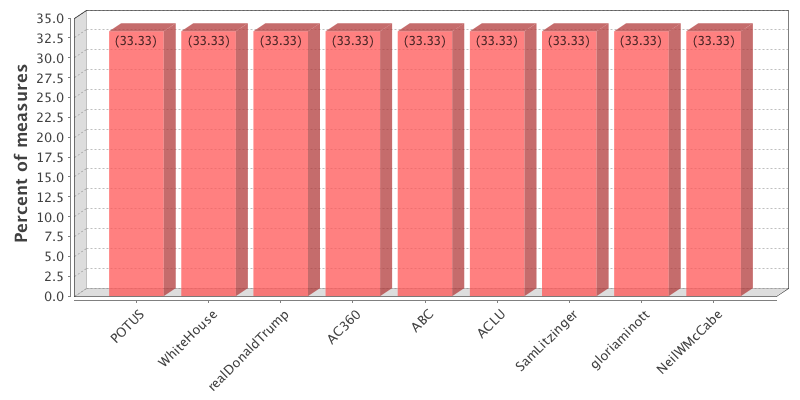 35.0
32.5
30.0
27.5
25.0
22.5
20.0
17.5
15.0
12.5
10.0
7.5
5.0
2.5
0.0
Percent of measures
(33.33) (33.33) (33.33) (33.33) (33.33) (33.33) (33.33) (33.33) (33.33)
POTUS
WhiteHouse
realDonaldTrump
AC360
ABC
ACLU
SamLitzinger
gloriaminott
NeilWMcCabe